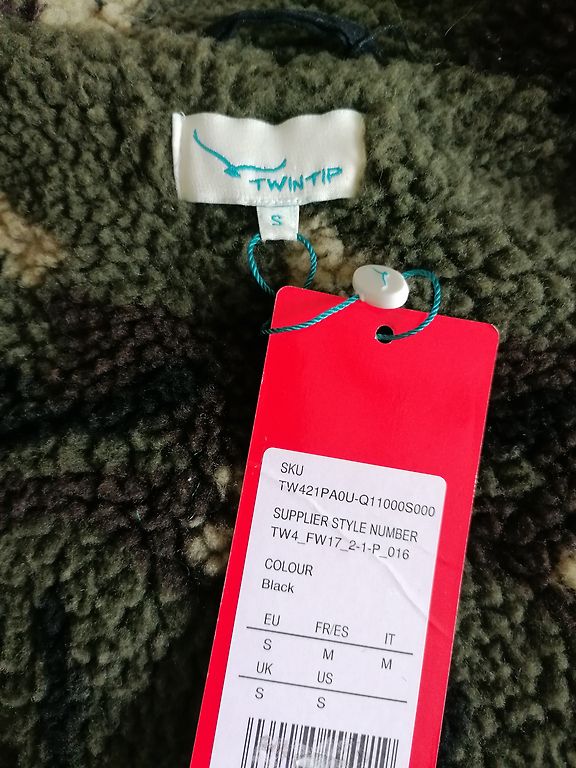 TWINTIP
S
SKU
TW421PA0U-Q11000S000
SUPPLIER STYLE NUMBER
TW4_FW17_2-1-P_016
COLOUR
Black
EU FR/ES IT
S M M
UK US
S S